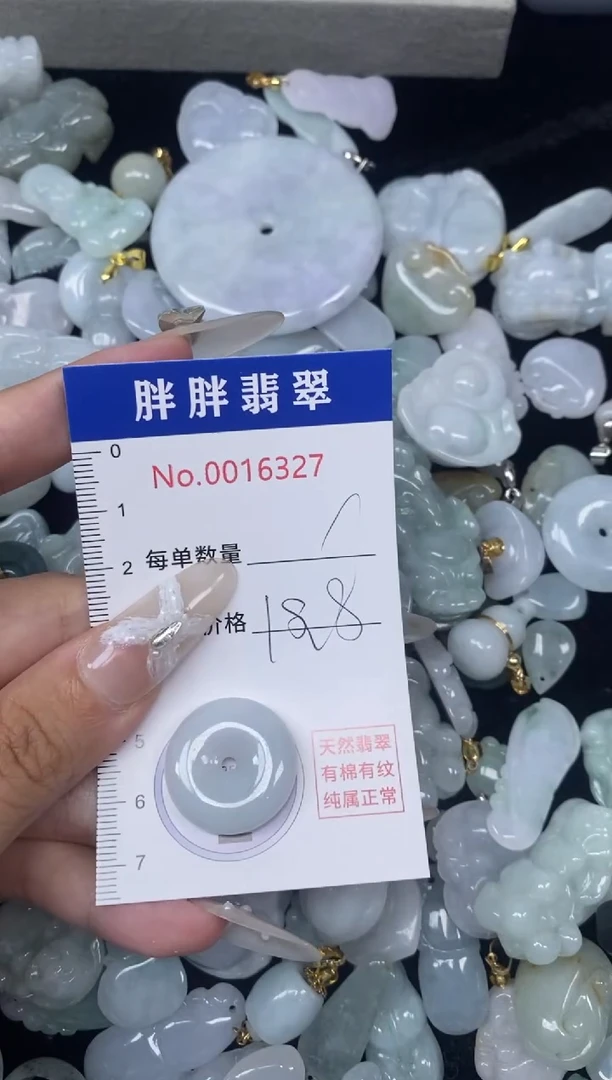 胖胖翡翠
No.0016327
0
1
每单数量 1
2
价格 188
5
天然翡翠
有棉有纹
6
纯属正常
7